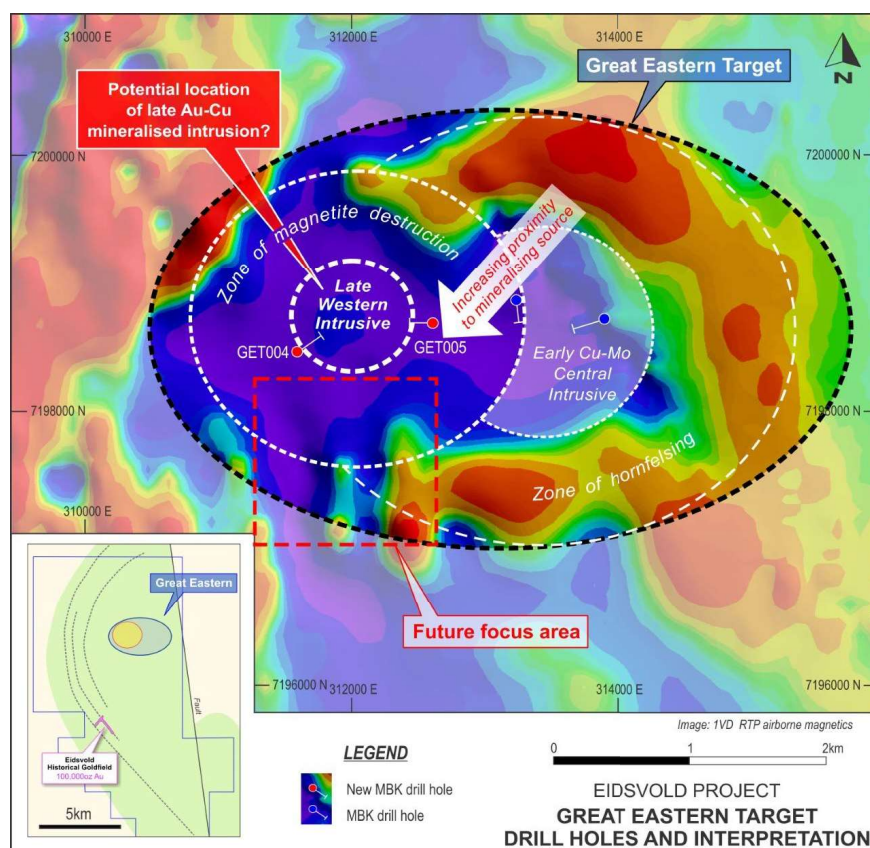 310000 E
312000 E
314000 E
Potential location
of late Au-Cu
mineralised intrusion?
Great Eastern Target
N
7200000 N
7200000 N
Zone of magnetite destruction
Increasing proximity
to mineralising source
Late
Western
Intrusive
GET004
GET005
Early Cu-Mo
Central
Intrusive
7198000 N
7198000 N
Zone of hornfelsing
310000 E
Future focus area
7196000 N
312000 E
314000 E
7196000 N
Great Eastern
Fault
Eidsvold
Historical Goldfield
100,000oz Au
5km
Image: 1VD RTP airborne magnetics
LEGEND
New MBK drill hole
MBK drill hole
0 1 2km
EIDSVOLD PROJECT
GREAT EASTERN TARGET
DRILL HOLES AND INTERPRETATION